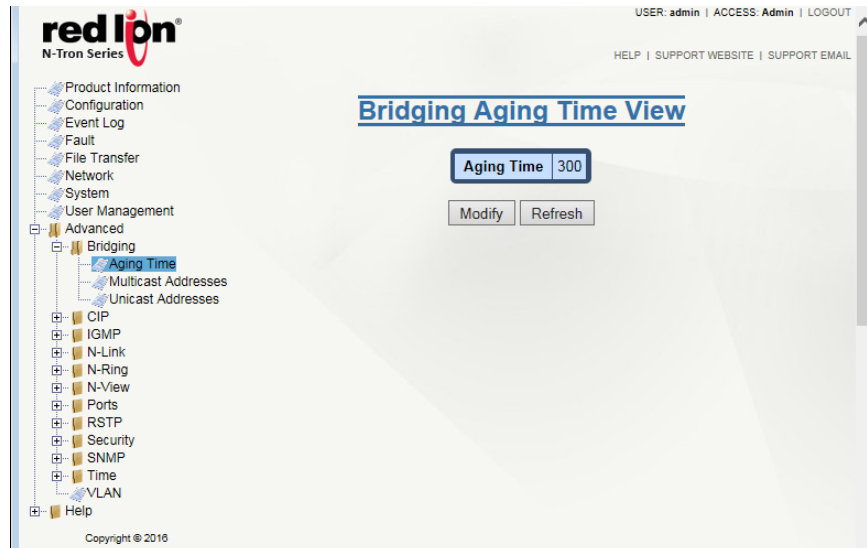 red lion®
N-Tron Series
USER: admin | ACCESS: Admin | LOGOUT
HELP | SUPPORT WEBSITE | SUPPORT EMAIL
Product Information
Configuration
Event Log
Fault
File Transfer
Network
System
User Management
Advanced
Bridging
Aging Time
Multicast Addresses
Unicast Addresses
CIP
IGMP
N-Link
N-Ring
N-View
Ports
RSTP
Security
SNMP
Time
VLAN
Help
Copyright © 2016
Bridging Aging Time View
Aging Time 300
Modify Refresh